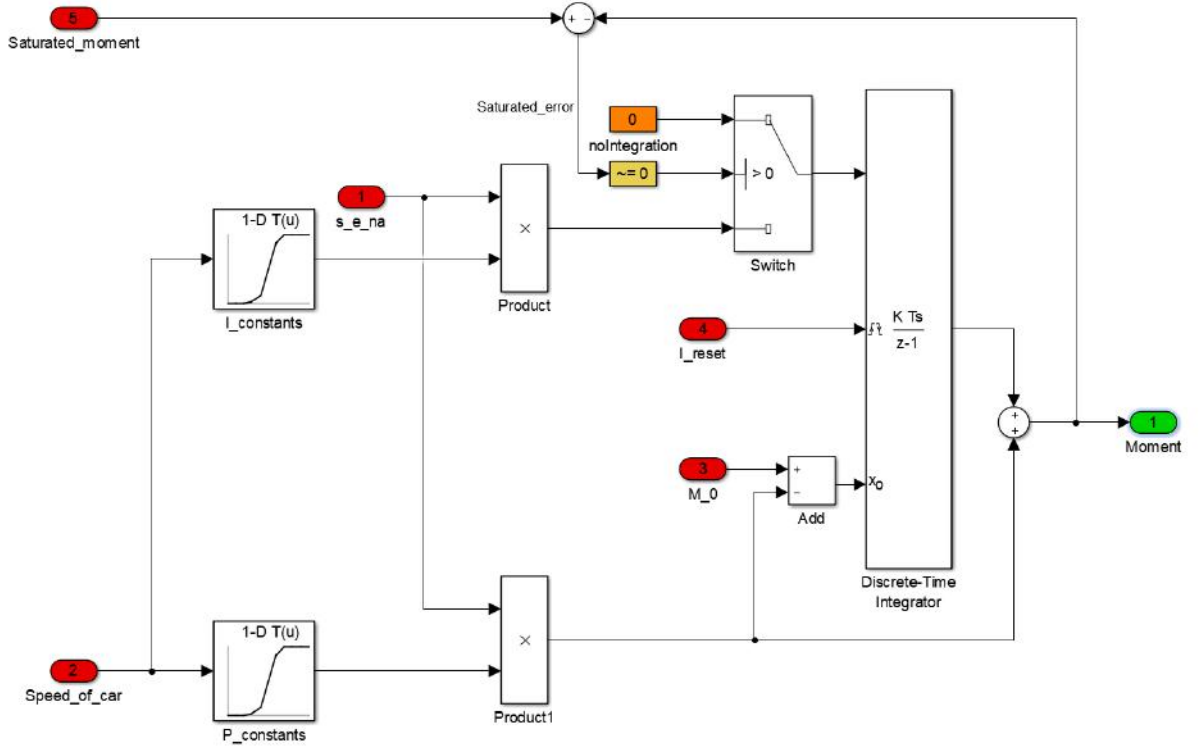 5
Saturated_moment
+ -
Saturated_error
0
noIntegration
~= 0
> 0
Switch
1
s_e_na
1-D T(u)
I_constants
×
Product
4
I_reset
K Ts
z-1
+
+
1
Moment
3
M_0
+
-
Add
x0
Discrete-Time
Integrator
1-D T(u)
P_constants
2
Speed_of_car
×
Product1